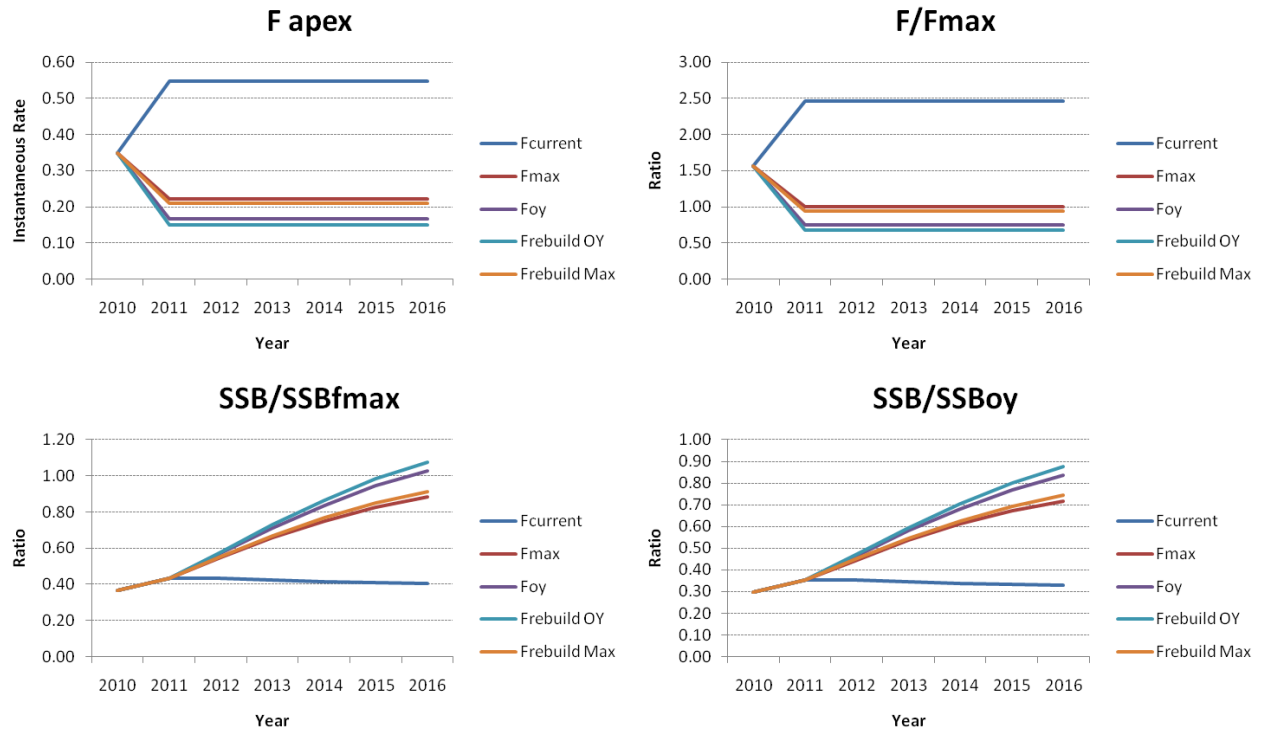 F apex
Instantaneous Rate
0.60
0.50
0.40
0.30
0.20
0.10
0.00
2010 2011 2012 2013 2014 2015 2016
Year
Fcurrent
Fmax
Foy
Frebuild OY
Frebuild Max
F/Fmax
Ratio
3.00
2.50
2.00
1.50
1.00
0.50
0.00
2010 2011 2012 2013 2014 2015 2016
Year
Fcurrent
Fmax
Foy
Frebuild OY
Frebuild Max
SSB/SSBfmax
Ratio
1.20
1.00
0.80
0.60
0.40
0.20
0.00
2010 2011 2012 2013 2014 2015 2016
Year
Fcurrent
Fmax
Foy
Frebuild OY
Frebuild Max
SSB/SSBoy
Ratio
1.00
0.90
0.80
0.70
0.60
0.50
0.40
0.30
0.20
0.10
0.00
2010 2011 2012 2013 2014 2015 2016
Year
Fcurrent
Fmax
Foy
Frebuild OY
Frebuild Max